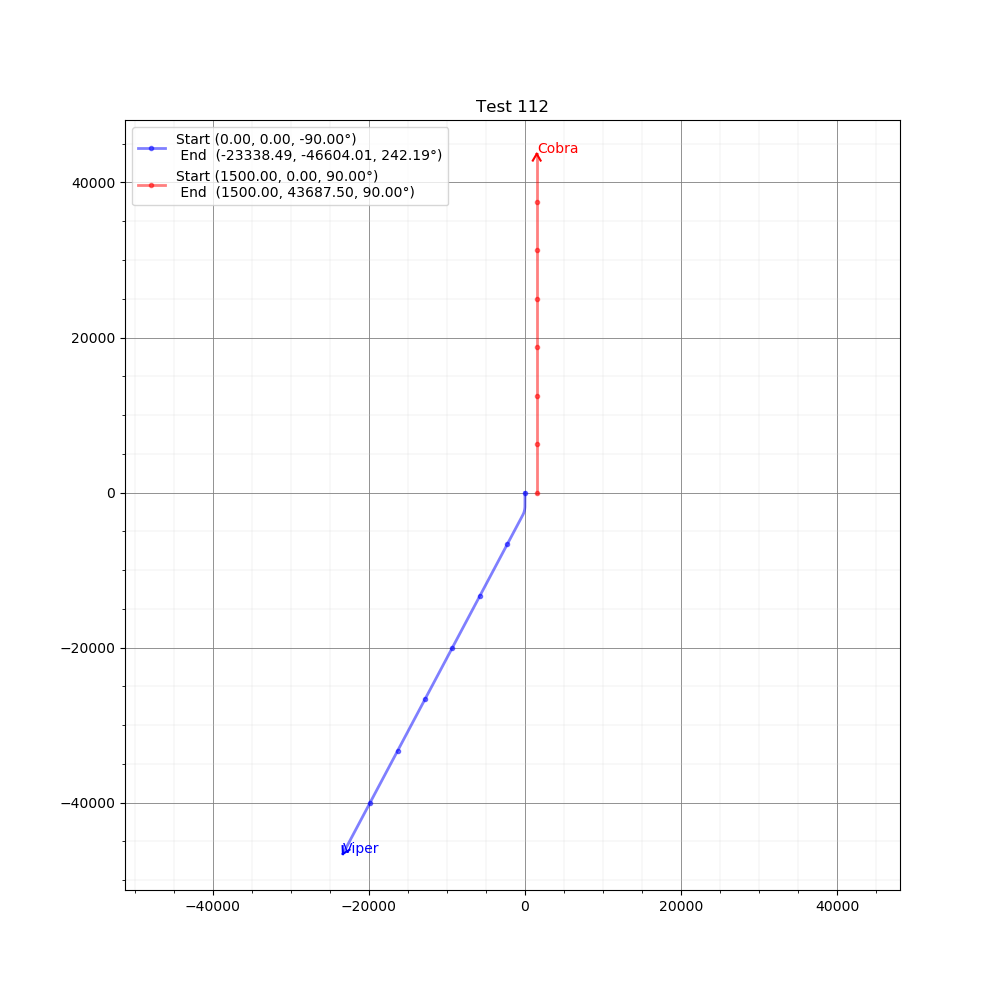 Test 112
Start (0.00, 0.00, -90.00°)
End (-23338.49, -46604.01, 242.19°)
Start (1500.00, 0.00, 90.00°)
End (1500.00, 43687.50, 90.00°)
Cobra
40000
20000
0
−20000
−40000
Viper
−40000
−20000
0
20000
40000